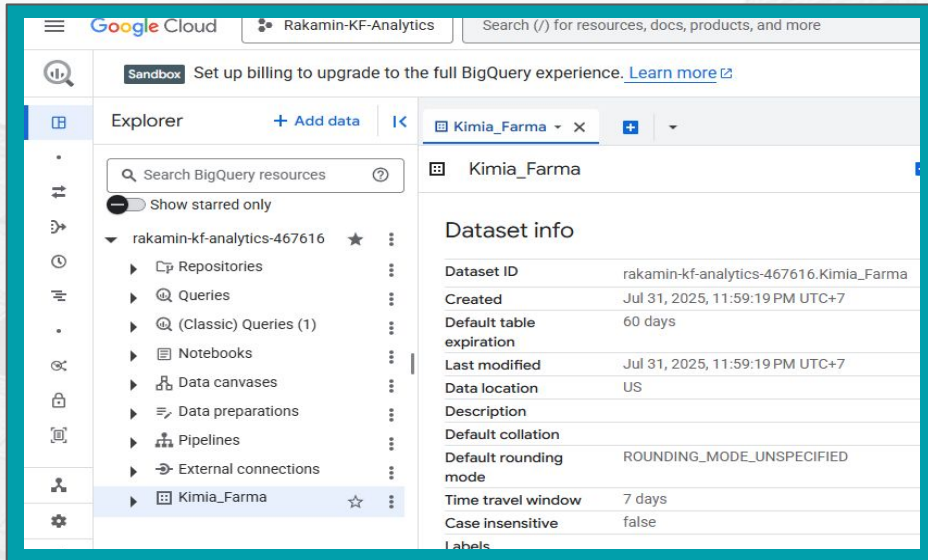 Google Cloud
Rakamin-KF-Analytics
Search (/) for resources, docs, products, and more
Sandbox Set up billing to upgrade to the full BigQuery experience. Learn more
Explorer
+ Add data
Kimia_Farma
Search BigQuery resources
Kimia_Farma
Show starred only
rakamin-kf-analytics-467616
Repositories
Queries
(Classic) Queries (1)
Notebooks
Data canvases
Data preparations
Pipelines
External connections
Kimia_Farma
Dataset info
Dataset ID rakamin-kf-analytics-467616.Kimia_Farma
Created Jul 31, 2025, 11:59:19 PM UTC+7
Default table 60 days
expiration
Last modified Jul 31, 2025, 11:59:19 PM UTC+7
Data location US
Description
Default collation
Default rounding ROUNDING_MODE_UNSPECIFIED
mode
Time travel window 7 days
Case insensitive false
Labels